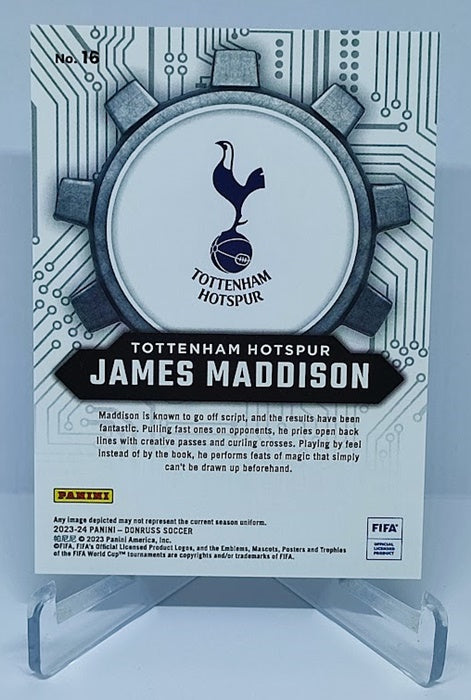 No. 16
TOTTENHAM
HOTSPUR
TOTTENHAM HOTSPUR
JAMES MADDISON
Maddison is known to go off script, and the results have been
fantastic. Pulling fast ones on opponents, he pries open back
lines with creative passes and curling crosses. Playing by feel
instead of by the book, he performs feats of magic that simply
can't be drawn up beforehand.
PANINI
Any image depicted may not represent the current season uniform.
2023-24 PANINI – DONRUSS SOCCER
帕尼尼 © 2023 Panini America, Inc.
©FIFA, FIFA's Official Licensed Product Logos, and the Emblems, Mascots, Posters and Trophies
of the FIFA World Cup™ tournaments are copyrights and/or trademarks of FIFA.
FIFA®
OFFICIAL
LICENSED
PRODUCT